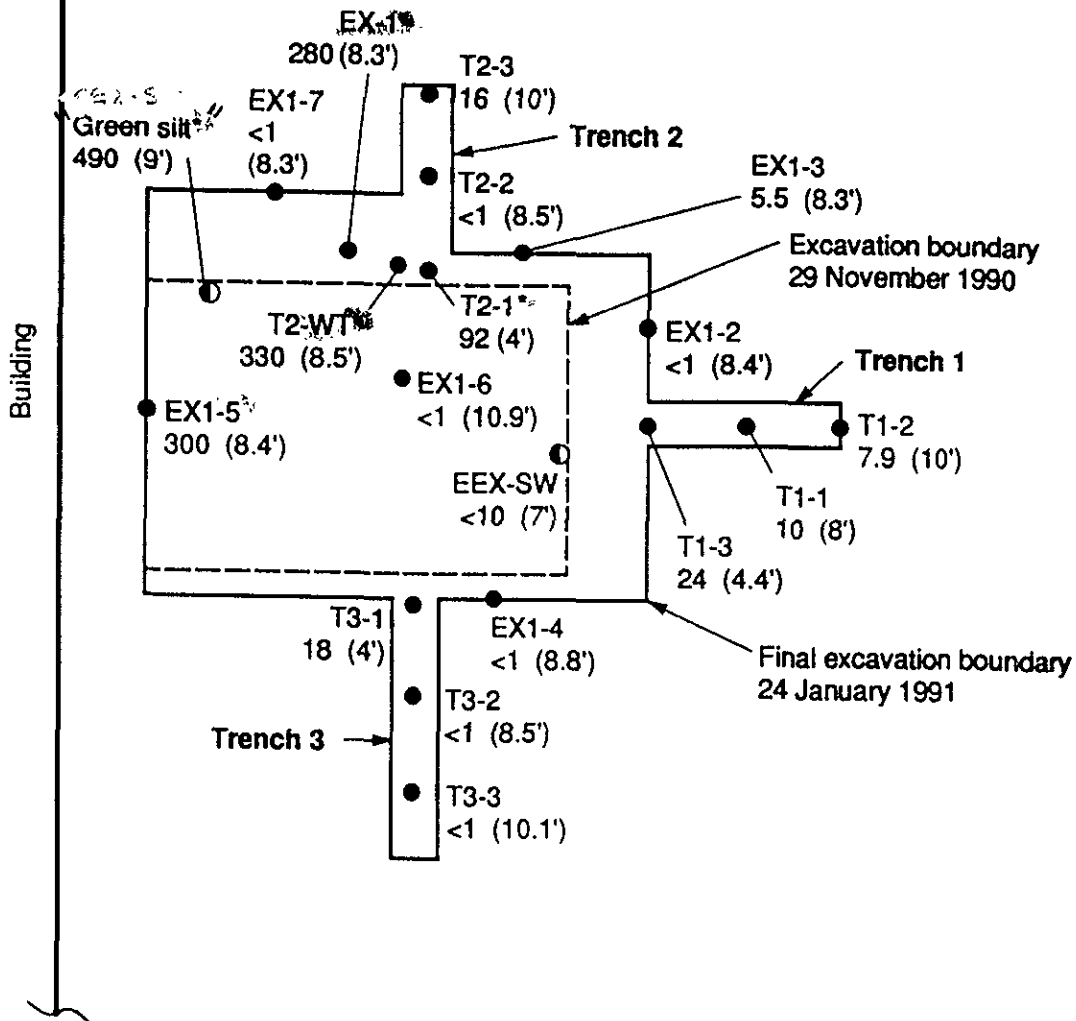 EX-1*
280 (8.3')
T2-3
16 (10')
EX1-7
<1
(8.3')
Green silt*
490 (9')
Trench 2
EX1-3
5.5 (8.3')
T2-2
<1 (8.5')
Excavation boundary
29 November 1990
T2-1*
92 (4')
T2-WT*
330 (8.5')
EX1-2
<1 (8.4')
Trench 1
Building
EX1-6
<1 (10.9')
EX1-5*
300 (8.4')
T1-2
7.9 (10')
EEX-SW
<10 (7')
T1-1
10 (8')
T1-3
24 (4.4')
T3-1
18 (4')
EX1-4
<1 (8.8')
Final excavation boundary
24 January 1991
T3-2
<1 (8.5')
Trench 3
T3-3
<1 (10.1')